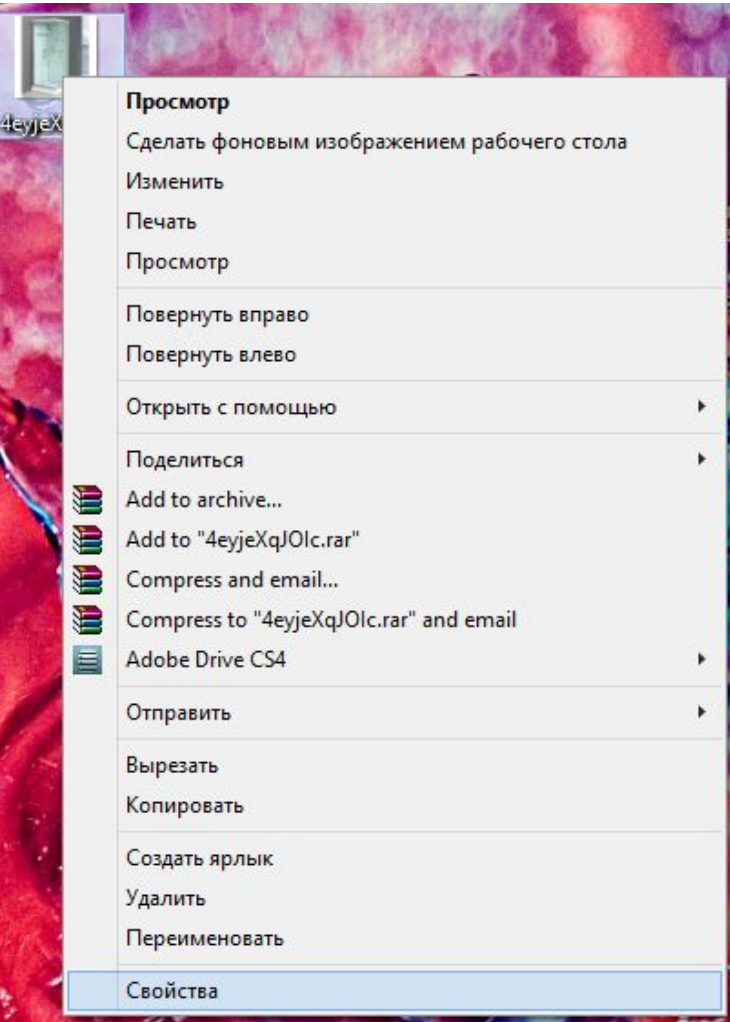 4eyjeX
Просмотр
Сделать фоновым изображением рабочего стола
Изменить
Печать
Просмотр
Повернуть вправо
Повернуть влево
Открыть с помощью
Поделиться
Add to archive...
Add to "4eyjeXqJOIc.rar"
Compress and email...
Compress to "4eyjeXqJOIc.rar" and email
Adobe Drive CS4
Отправить
Вырезать
Копировать
Создать ярлык
Удалить
Переименовать
Свойства